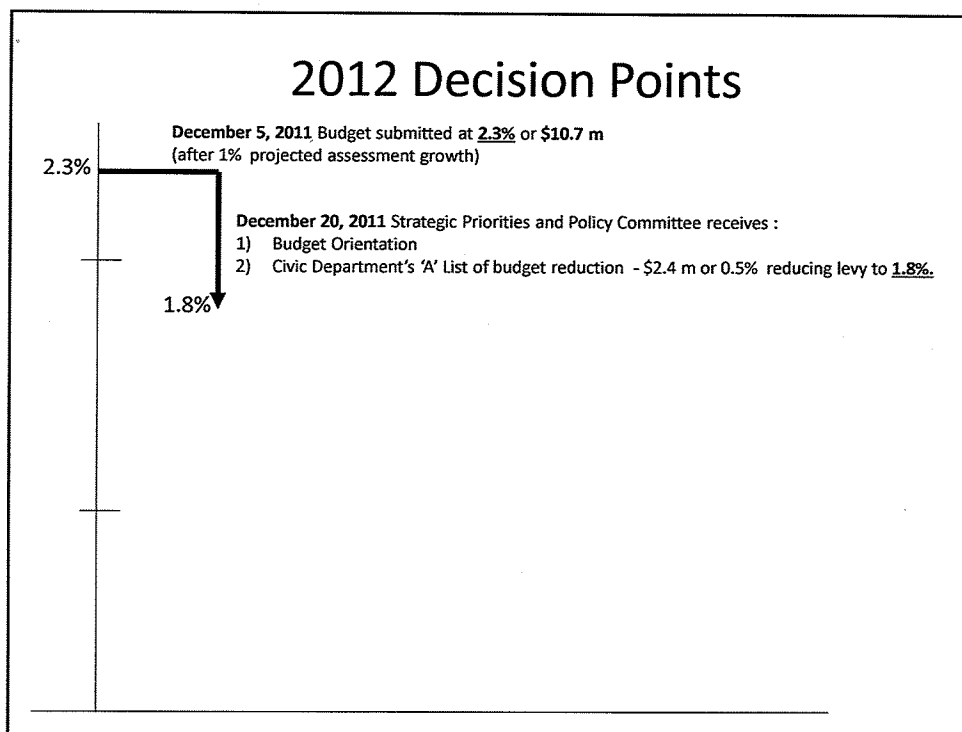 2012 Decision Points
December 5, 2011 Budget submitted at 2.3% or $10.7 m
(after 1% projected assessment growth)
2.3%
December 20, 2011 Strategic Priorities and Policy Committee receives :
1) Budget Orientation
2) Civic Department's 'A' List of budget reduction - $2.4 m or 0.5% reducing levy to 1.8%.
1.8%